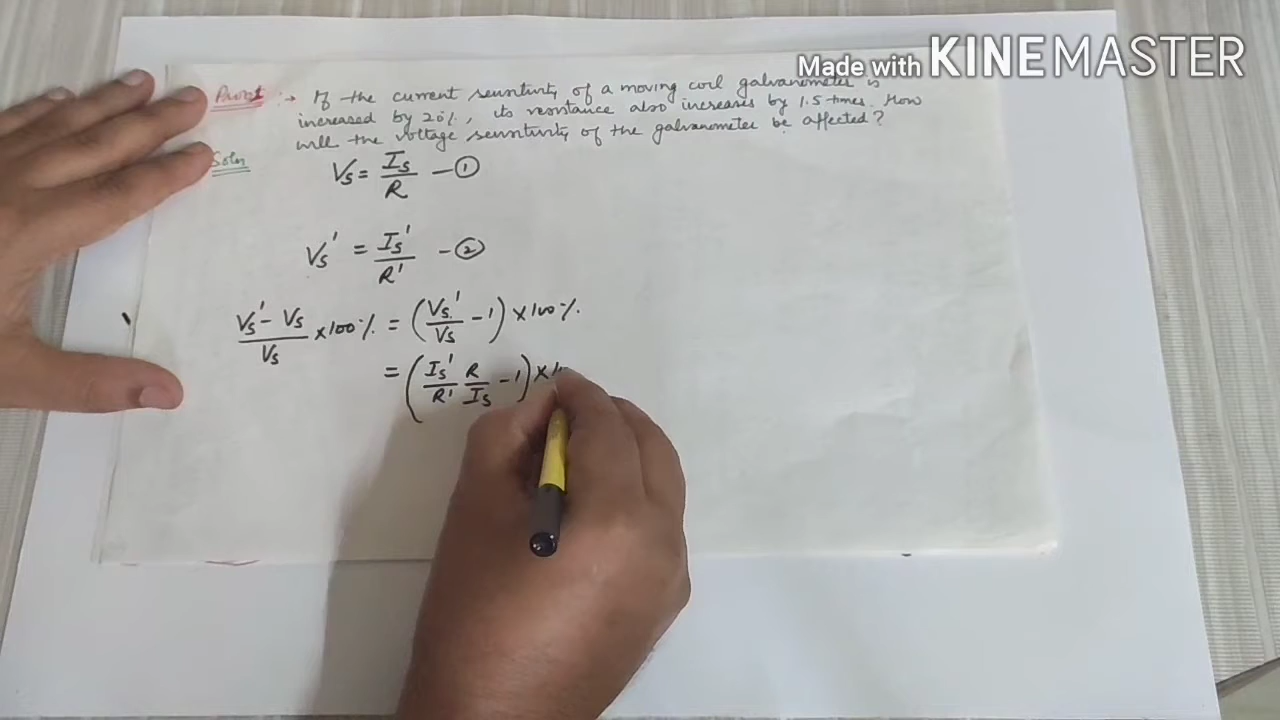 Made with KINEMASTER
→ If the current sensitivity of a moving coil galvanometer is
increased by 20%, its resistance also increases by 1.5 times. How
will the voltage sensitivity of the galvanometer be affected?
Soln
Vs = Is / R — ①
Vs' = Is' / R' — ②
(Vs' - Vs) / Vs × 100% = (Vs' / Vs - 1) × 100%
= (Is' / R' R / Is - 1) × 1